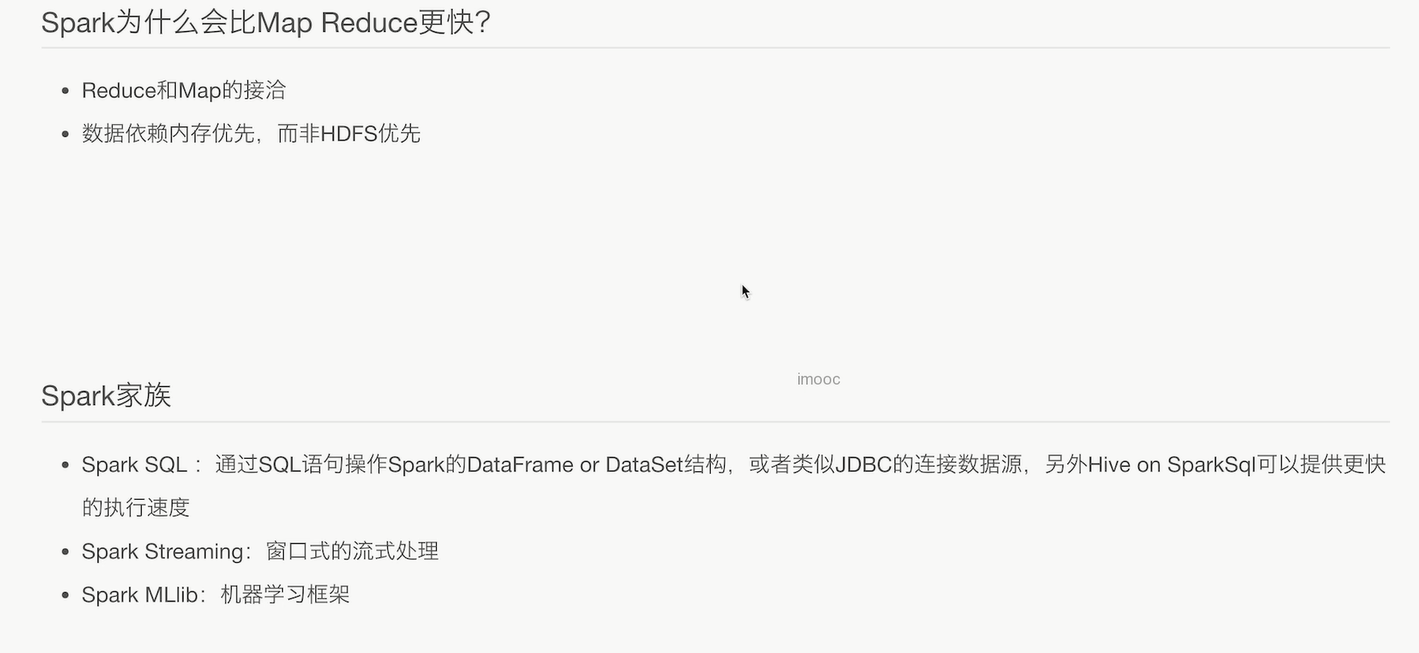 Spark为什么会比Map Reduce更快？
Reduce和Map的接洽
数据依赖内存优先，而非HDFS优先
imooc
Spark家族
Spark SQL ：通过SQL语句操作Spark的DataFrame or DataSet结构，或者类似JDBC的连接数据源，另外Hive on SparkSql可以提供更快
的执行速度
Spark Streaming：窗口式的流式处理
Spark MLlib：机器学习框架